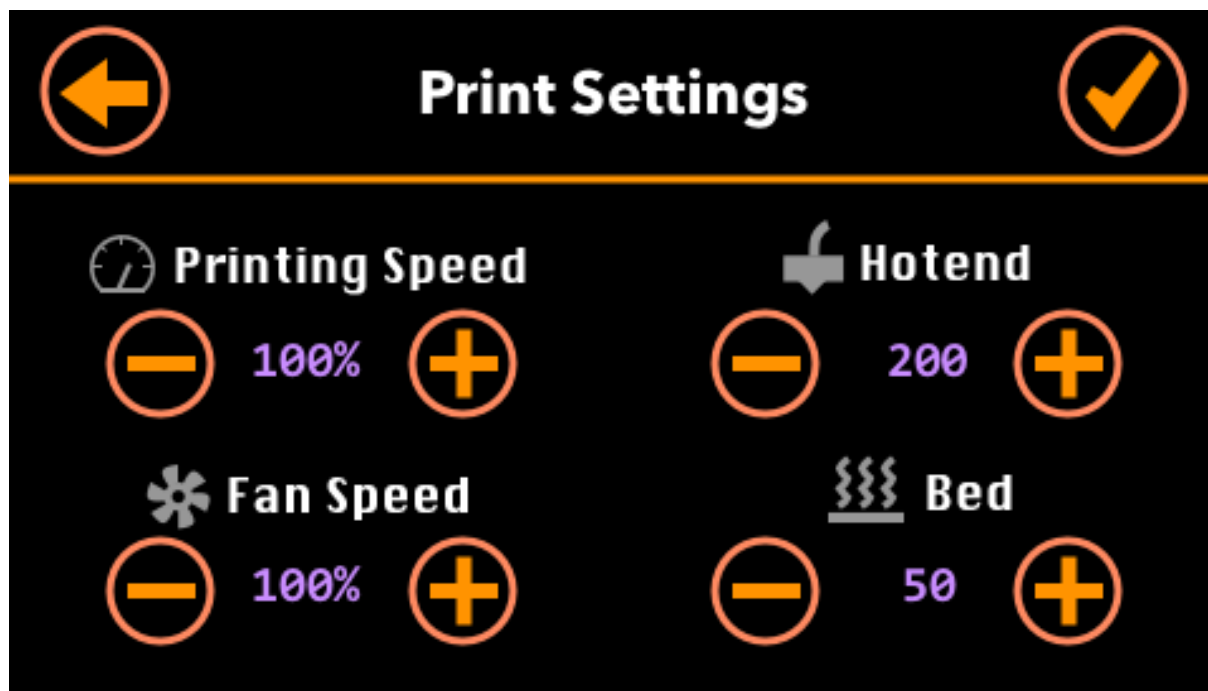 Print Settings
Printing Speed
Hotend
100%
200
Fan Speed
Bed
100%
50